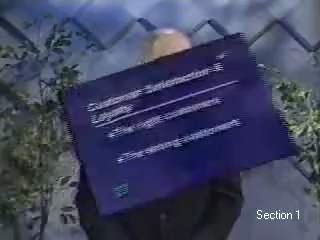 Customer Satisfaction &
Loyalty
•The right customers
•The wrong customers
Section 1